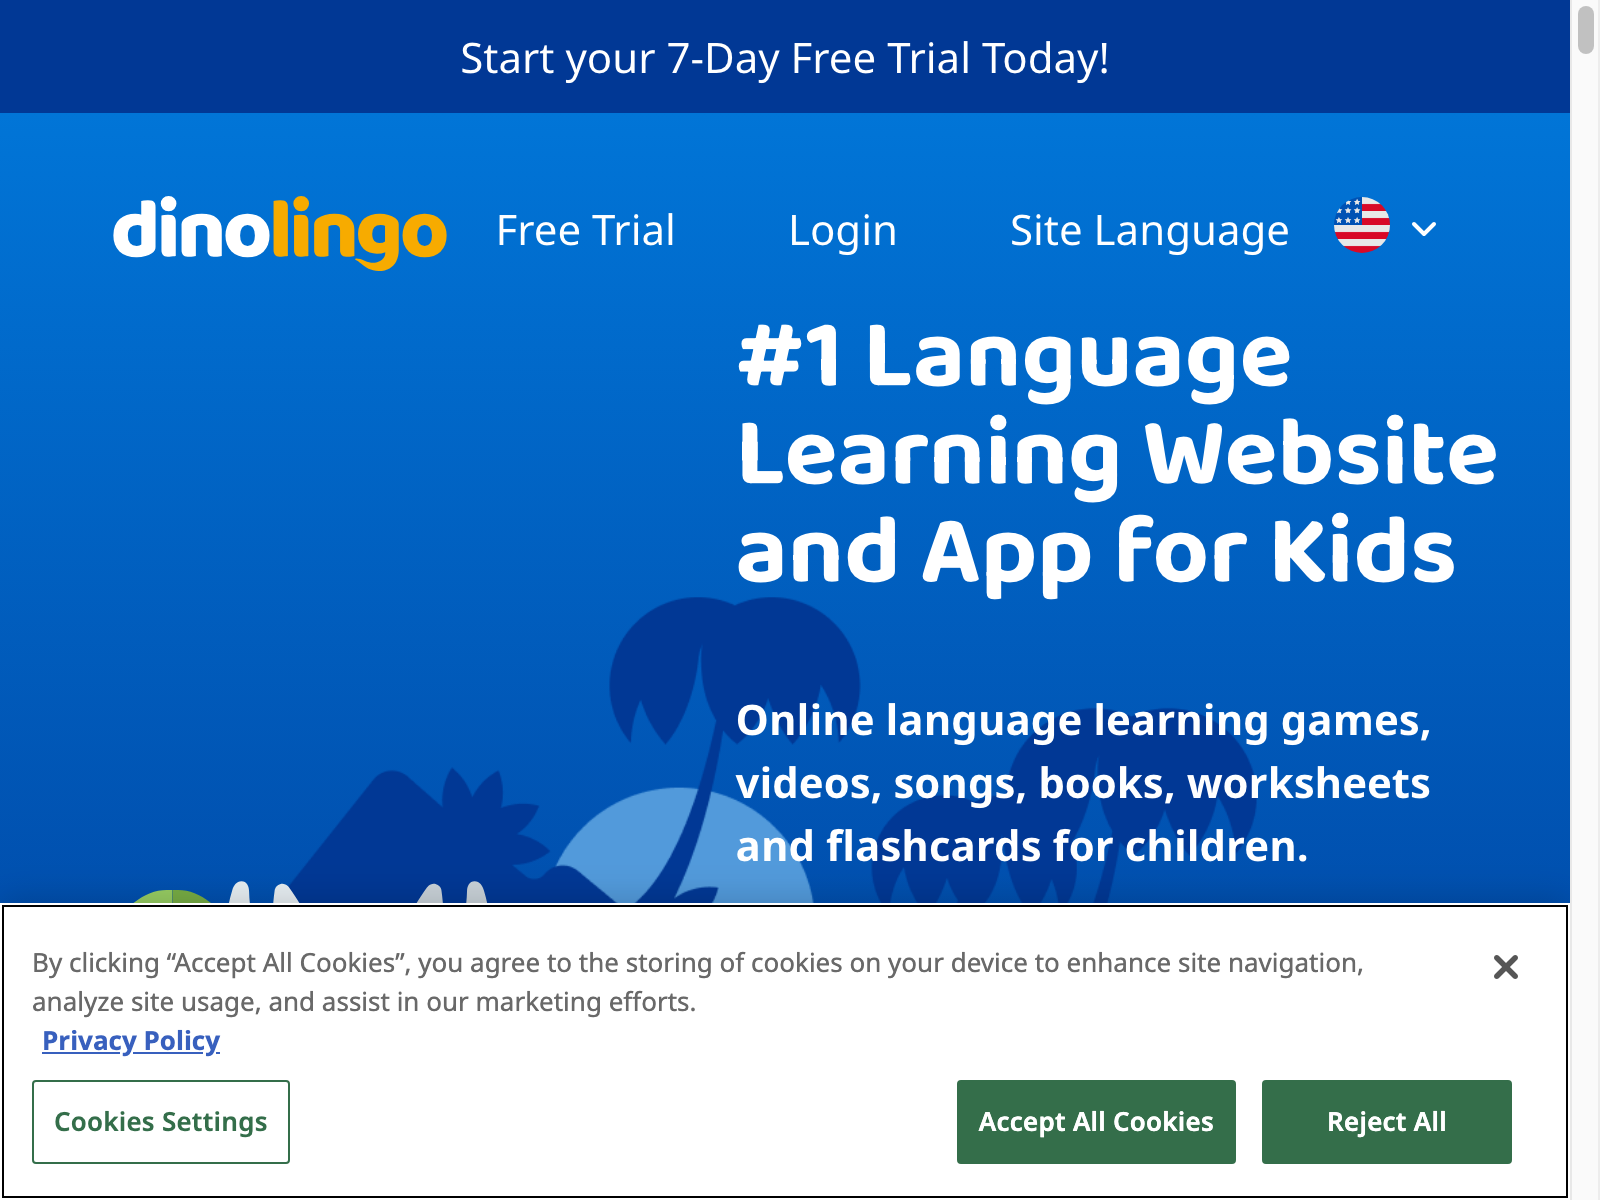 Start your 7-Day Free Trial Today!
dinolingo
Free Trial
Login
Site Language
#1 Language
Learning Website
and App for Kids
Online language learning games,
videos, songs, books, worksheets
and flashcards for children.
By clicking “Accept All Cookies”, you agree to the storing of cookies on your device to enhance site navigation,
analyze site usage, and assist in our marketing efforts.
Privacy Policy
Cookies Settings
Accept All Cookies
Reject All